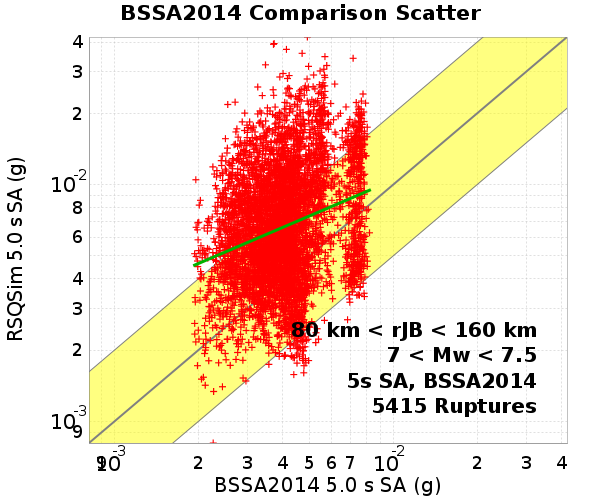 BSSA2014 Comparison Scatter
RSQSim 5.0 s SA (g)
4
3
2
10-2
8
6
4
3
2
10-3
9
80 km < rJB < 160 km
7 < Mw < 7.5
5s SA, BSSA2014
5415 Ruptures
9 10-3 2 3 4 5 6 7 10-2 2 3 4
BSSA2014 5.0 s SA (g)